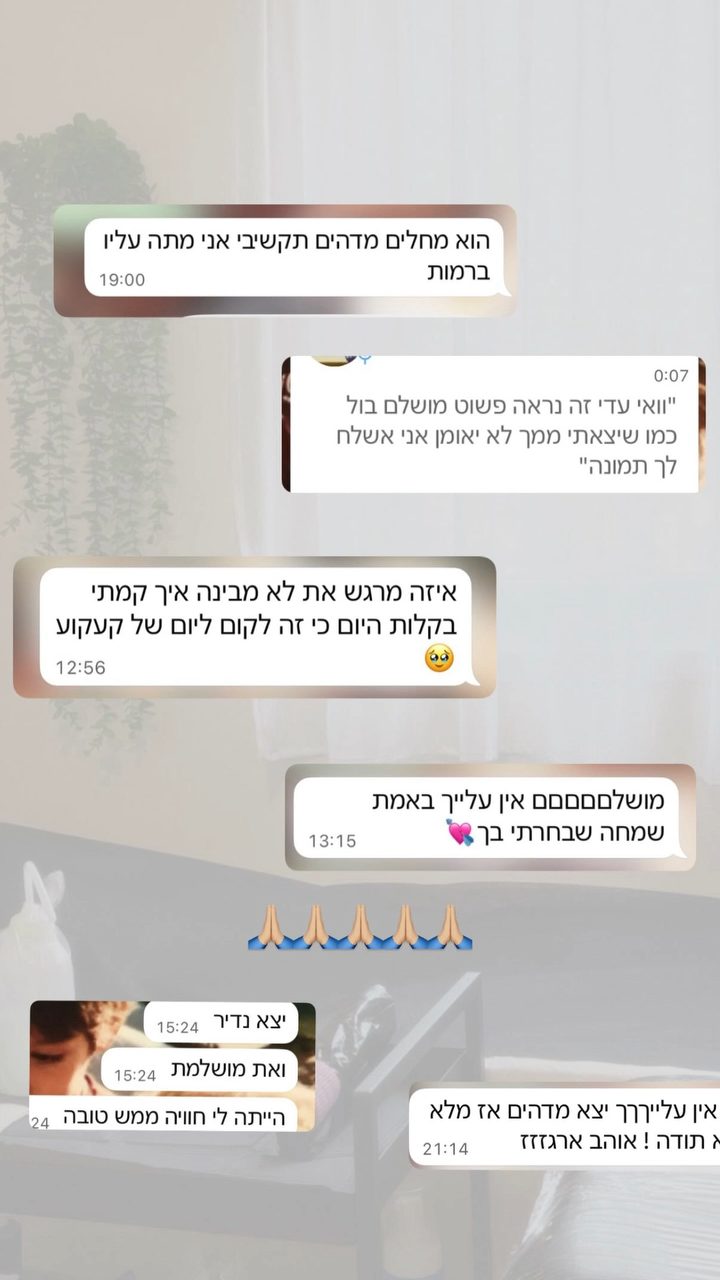 הוא מחלים מדהים תקשיבי אני מתה עליו
ברמות
19:00
0:07
"וואי עדי זה נראה פשוט מושלם בול
כמו שיצאתי ממך לא יאומן אני אשלח
לך תמונה"
איזה מרגש את לא מבינה איך קמתי
בקלות היום כי זה לקום ליום של קעקוע
🥹
12:56
מושלםםםםם אין עלייך באמת
שמחה שבחרתי בך💘
13:15
🙏🏼🙏🏼🙏🏼🙏🏼🙏🏼
יצא נדיר
15:24
ואת מושלמת
15:24
הייתה לי חוויה ממש טובה
24
אין עלייךךך יצא מדהים אז מלא
תודה ! אוהב ארגזזזז
21:14